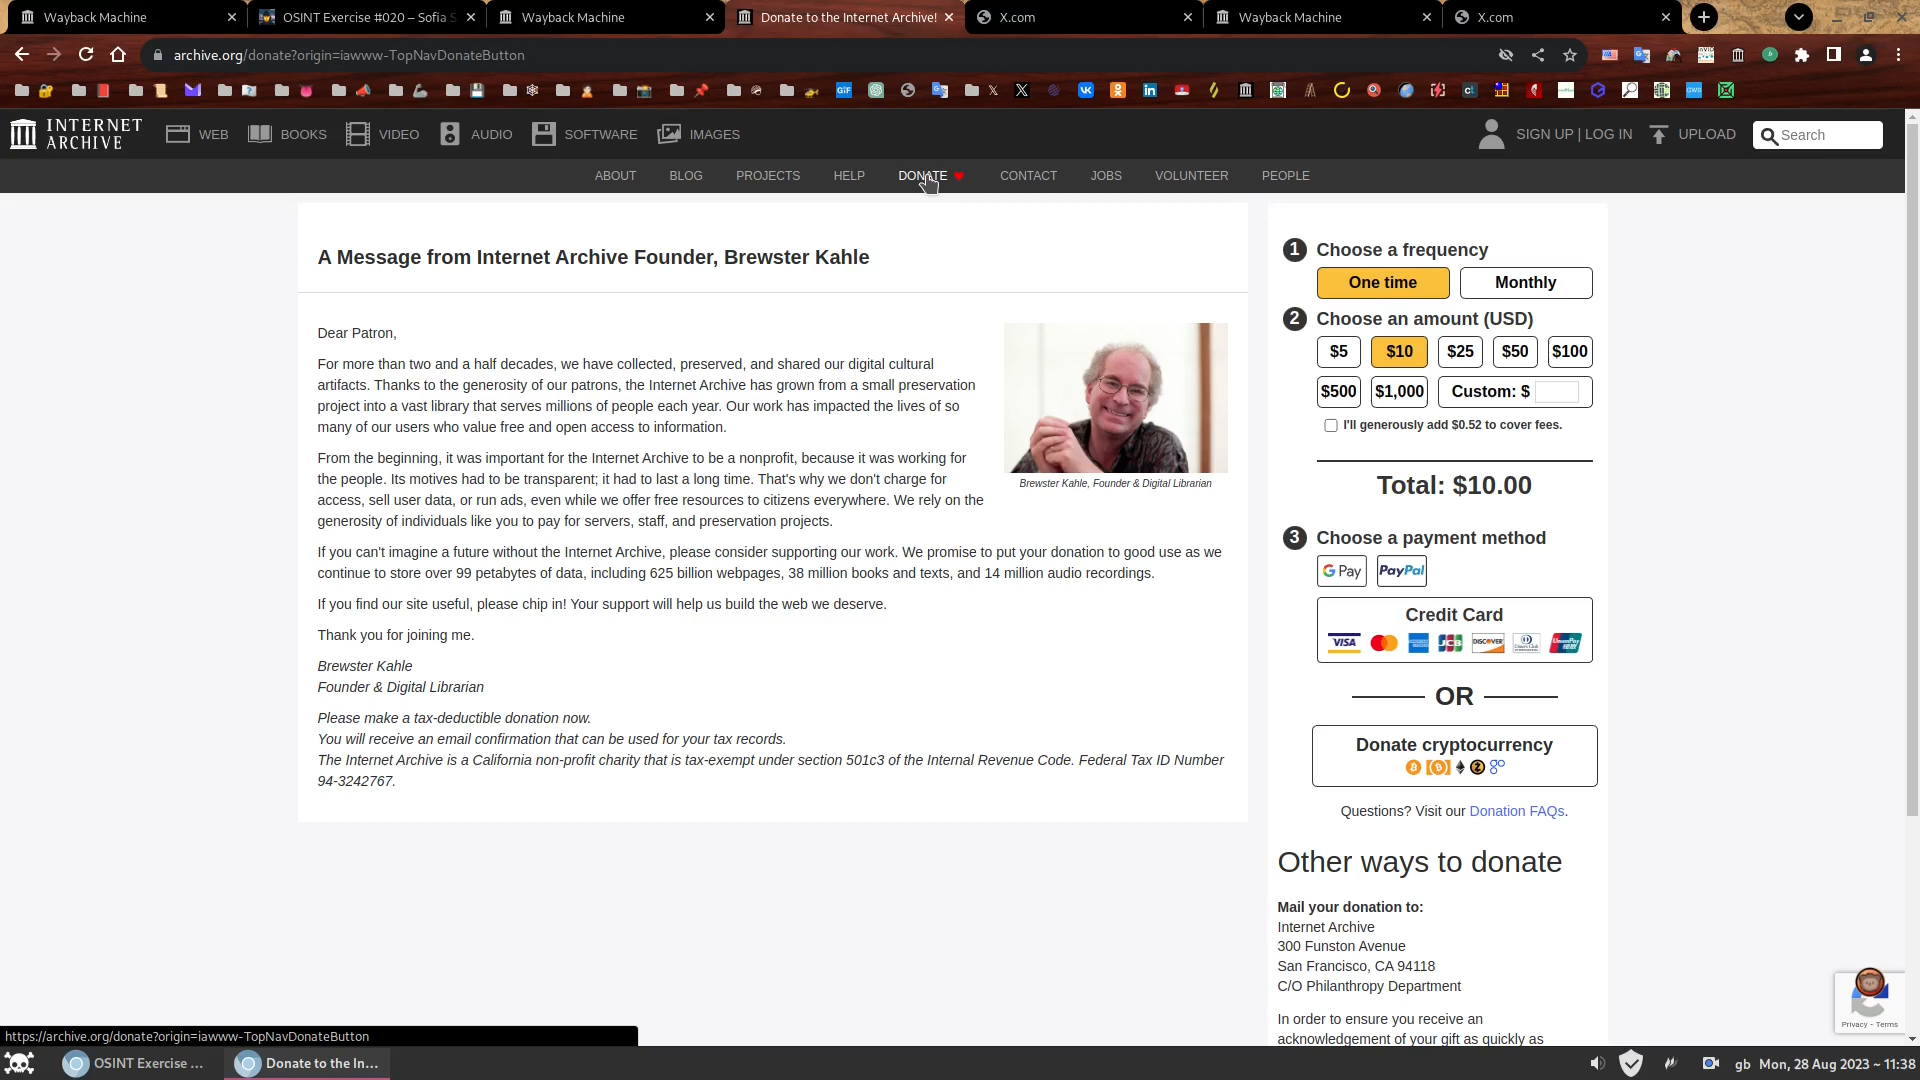 Wayback Machine
OSINT Exercise #020 – Sofia S
Wayback Machine
Donate to the Internet Archive!
X.com
Wayback Machine
X.com
archive.org/donate?origin=iawww-TopNavDonateButton
INTERNET ARCHIVE
WEB
BOOKS
VIDEO
AUDIO
SOFTWARE
IMAGES
SIGN UP | LOG IN
UPLOAD
Search
ABOUT
BLOG
PROJECTS
HELP
DONATE
CONTACT
JOBS
VOLUNTEER
PEOPLE
A Message from Internet Archive Founder, Brewster Kahle
Dear Patron,
For more than two and a half decades, we have collected, preserved, and shared our digital cultural
artifacts. Thanks to the generosity of our patrons, the Internet Archive has grown from a small preservation
project into a vast library that serves millions of people each year. Our work has impacted the lives of so
many of our users who value free and open access to information.
From the beginning, it was important for the Internet Archive to be a nonprofit, because it was working for
the people. Its motives had to be transparent; it had to last a long time. That's why we don't charge for
access, sell user data, or run ads, even while we offer free resources to citizens everywhere. We rely on the
generosity of individuals like you to pay for servers, staff, and preservation projects.
Brewster Kahle, Founder & Digital Librarian
If you can't imagine a future without the Internet Archive, please consider supporting our work. We promise to put your donation to good use as we
continue to store over 99 petabytes of data, including 625 billion webpages, 38 million books and texts, and 14 million audio recordings.
If you find our site useful, please chip in! Your support will help us build the web we deserve.
Thank you for joining me.
Brewster Kahle
Founder & Digital Librarian
Please make a tax-deductible donation now.
You will receive an email confirmation that can be used for your tax records.
The Internet Archive is a California non-profit charity that is tax-exempt under section 501c3 of the Internal Revenue Code. Federal Tax ID Number
94-3242767.
1 Choose a frequency
One time
Monthly
2 Choose an amount (USD)
$5
$10
$25
$50
$100
$500
$1,000
Custom: $
I'll generously add $0.52 to cover fees.
Total: $10.00
3 Choose a payment method
G Pay
PayPal
Credit Card
VISA
JCB
DISCOVER
UnionPay
OR
Donate cryptocurrency
Questions? Visit our Donation FAQs.
Other ways to donate
Mail your donation to:
Internet Archive
300 Funston Avenue
San Francisco, CA 94118
C/O Philanthropy Department
In order to ensure you receive an
acknowledgement of your gift as quickly as
Privacy - Terms
https://archive.org/donate?origin=iawww-TopNavDonateButton
OSINT Exercise ...
Donate to the In...
gb
Mon, 28 Aug 2023 ~ 11:38